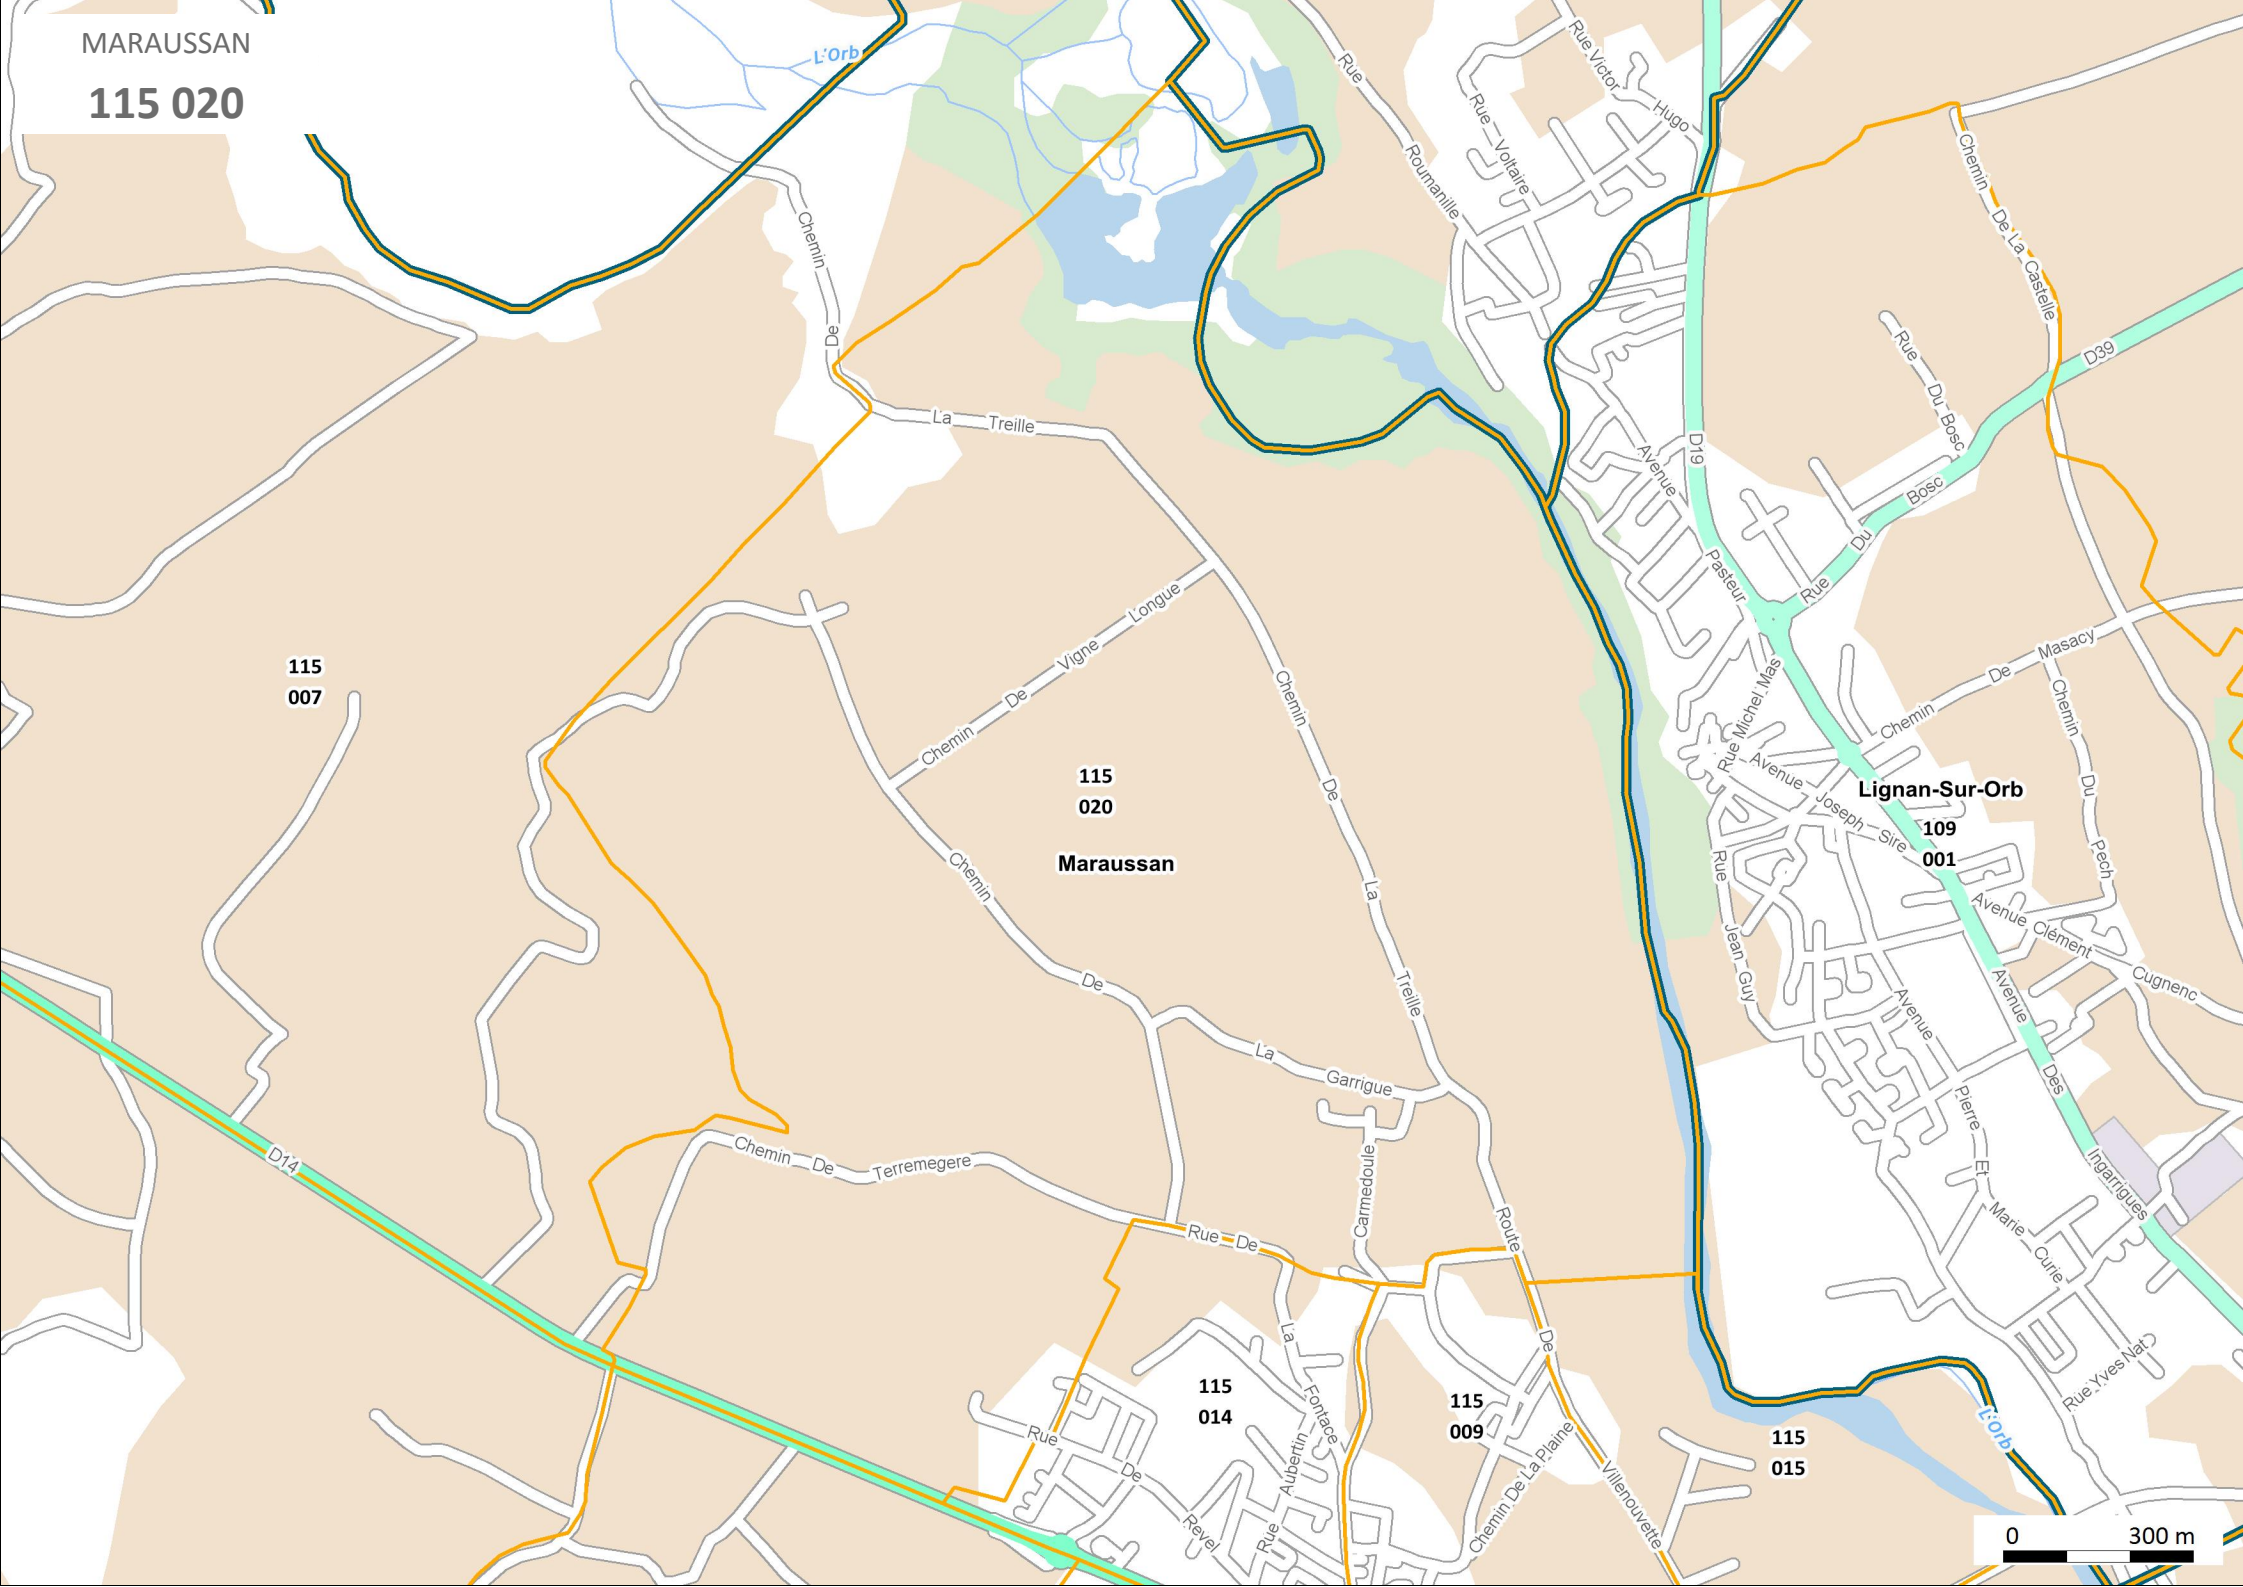 MARAUSSAN
115 020
L'Orb
Rue Roumanille
Rue Victor Hugo
Rue Voltaire
Chemin De La Castelle
D39
Rue Du Bosc
Chemin De La Treille
D19
Avenue Pasteur
Rue Du Bosc
Chemin De Vigne Longue
Chemin De La Treille
115
007
115
020
Maraussan
Rue Michel Mas
Chemin De Masacy
Chemin Du Pech
Avenue Joseph Sire
Lignan-Sur-Orb
109
001
Rue Jean Guy
Avenue Clément Cugnenc
Chemin De La Garrigue
Avenue Pierre Et Marie Curie
Avenue Des Ingarrigues
D14
Chemin De Terremegere
Carmedoule
Rue De La Fontace
Route De Villenouvette
Rue Yves Nat
115
014
115
009
115
015
L'Orb
Rue De Revel
Rue Aubertin
Chemin De La Plaine
0 300 m